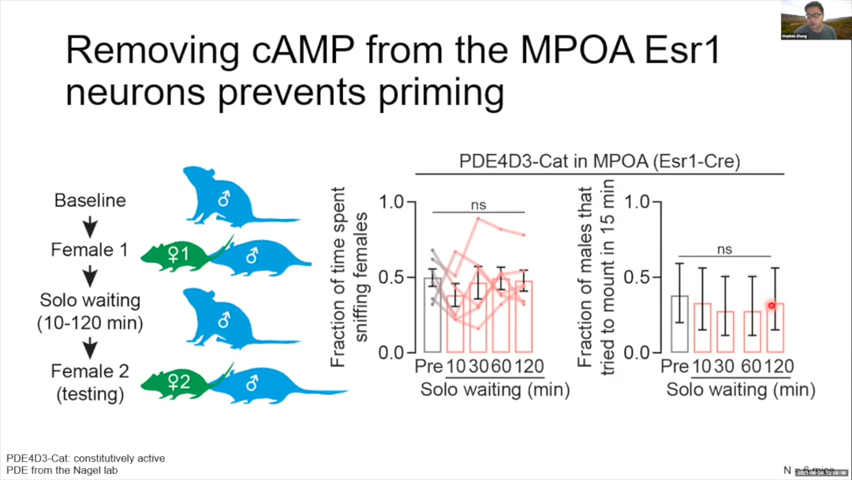 Removing cAMP from the MPOA Esr1
neurons prevents priming
Stephen Zhang
PDE4D3-Cat in MPOA (Esr1-Cre)
Baseline
Female 1
Solo waiting
(10-120 min)
Female 2
(testing)
♂
♀1 ♂
♂
♀2 ♂
Fraction of time spent
sniffing females
1.0
0.5
0.0
ns
Pre 10 30 60 120
Solo waiting (min)
Fraction of males that
tried to mount in 15 min
1.0
0.5
0.0
ns
Pre 10 30 60 120
Solo waiting (min)
PDE4D3-Cat: constitutively active
PDE from the Nagel lab
N = 6 mice